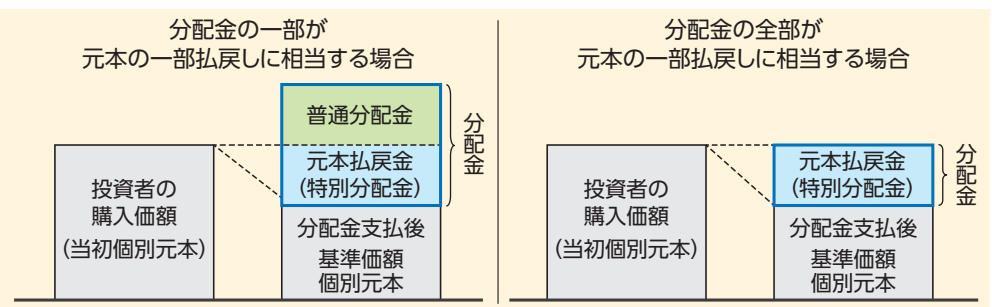 分配金の一部が
元本の一部払戻しに相当する場合
普通分配金
元本払戻金
(特別分配金)
分配金
投資者の
購入価額
(当初個別元本)
分配金支払後
基準価額
個別元本
分配金の全部が
元本の一部払戻しに相当する場合
元本払戻金
(特別分配金)
分配金
投資者の
購入価額
(当初個別元本)
分配金支払後
基準価額
個別元本